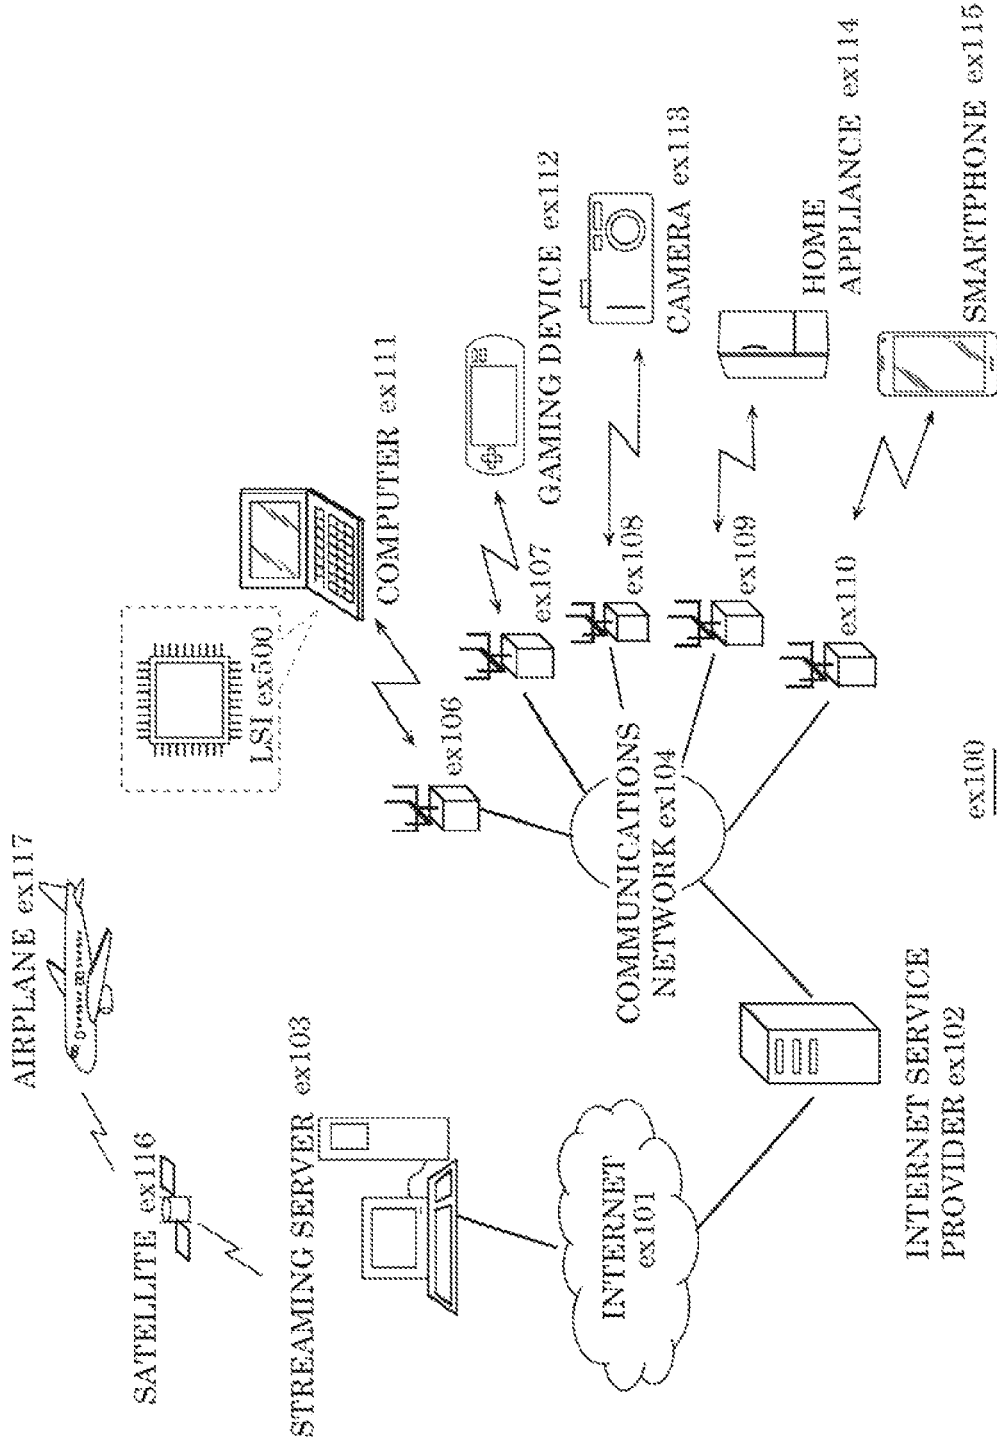 AIRPLANE ex117
SATELLITE ex116
STREAMING SERVER ex103
LSI ex500
COMPUTER ex111
GAMING DEVICE ex112
CAMERA ex113
HOME
APPLIANCE ex114
SMARTPHONE ex115
ex106
ex107
ex108
ex109
ex110
COMMUNICATIONS
NETWORK ex104
INTERNET
ex101
INTERNET SERVICE
PROVIDER ex102
ex100